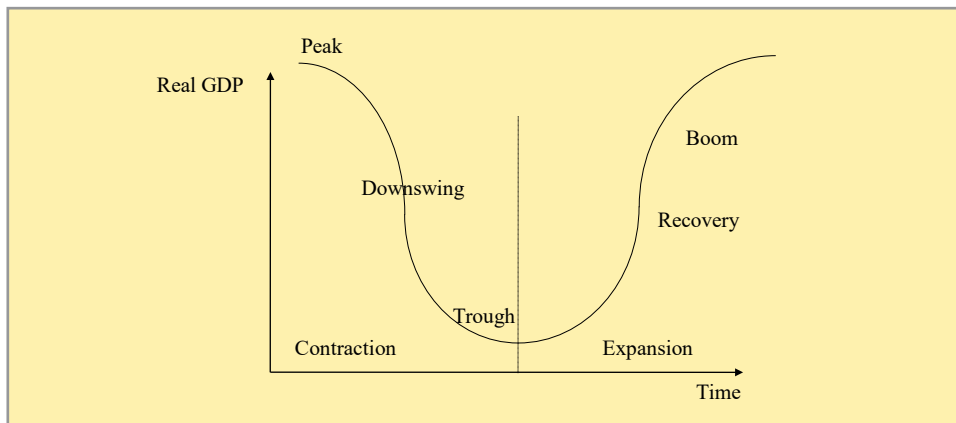 Peak
Real GDP
Boom
Downswing
Recovery
Trough
Contraction
Expansion
Time